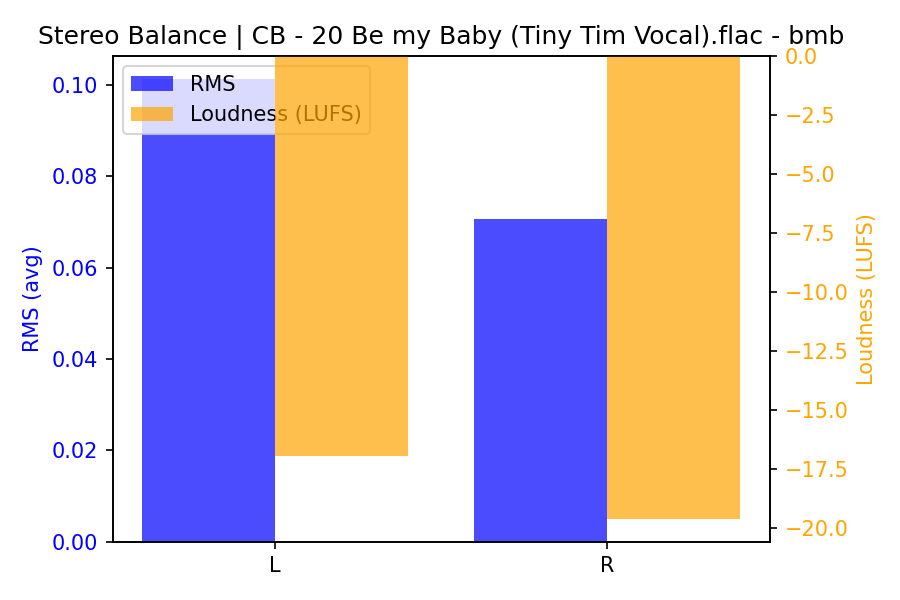 Stereo Balance | CB - 20 Be my Baby (Tiny Tim Vocal).flac - bmb
RMS
Loudness (LUFS)
RMS (avg)
0.10
0.08
0.06
0.04
0.02
0.00
L
R
0.0
−2.5
−5.0
−7.5
−10.0
−12.5
−15.0
−17.5
−20.0
Loudness (LUFS)